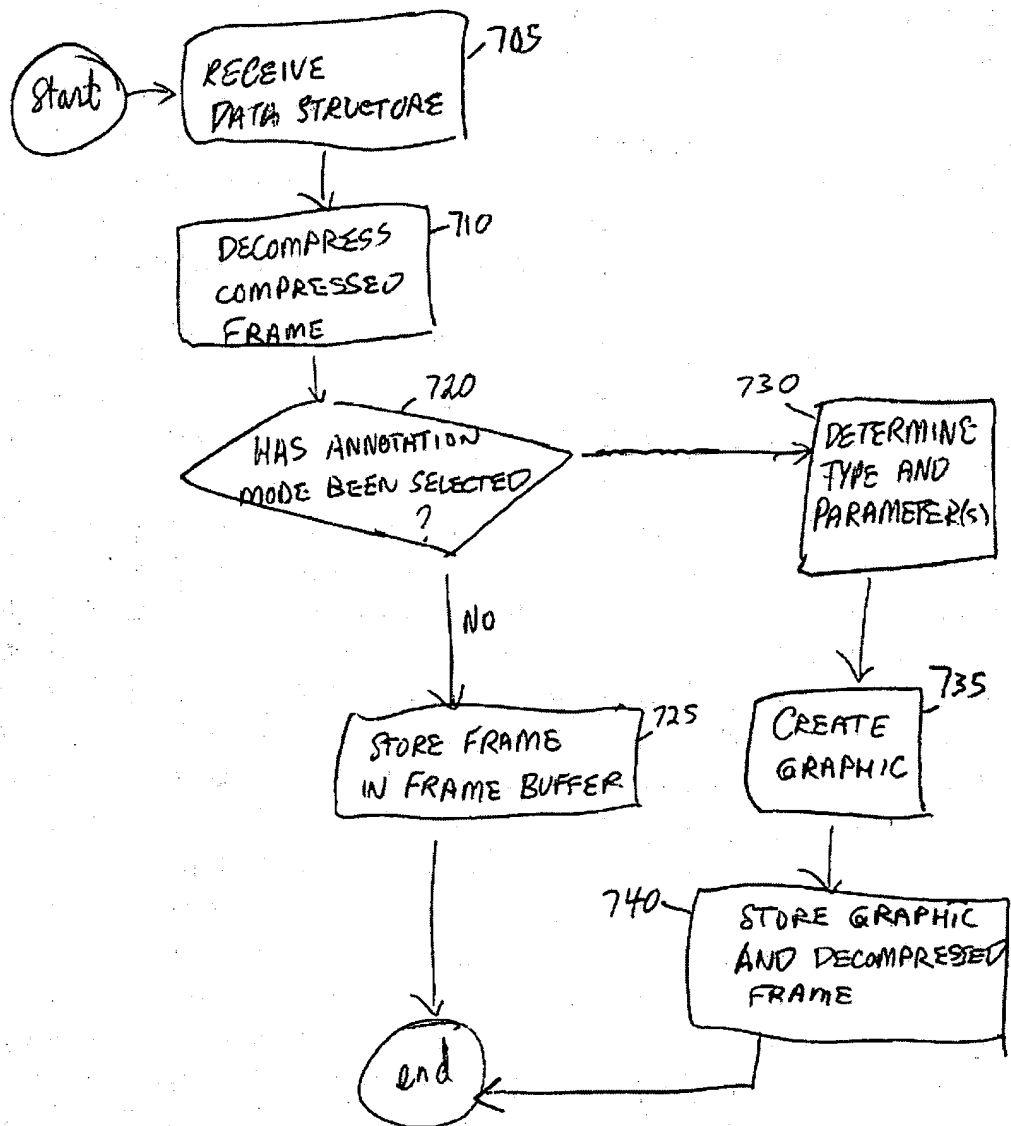 Start
RECEIVE
DATA STRUCTURE
705
DECOMPRESS
COMPRESSED
FRAME
710
720
HAS ANNOTATION
MODE BEEN SELECTED
?
730
DETERMINE
TYPE AND
PARAMETER(S)
NO
STORE FRAME
IN FRAME BUFFER
725
735
CREATE
GRAPHIC
740
STORE GRAPHIC
AND DECOMPRESSED
FRAME
end